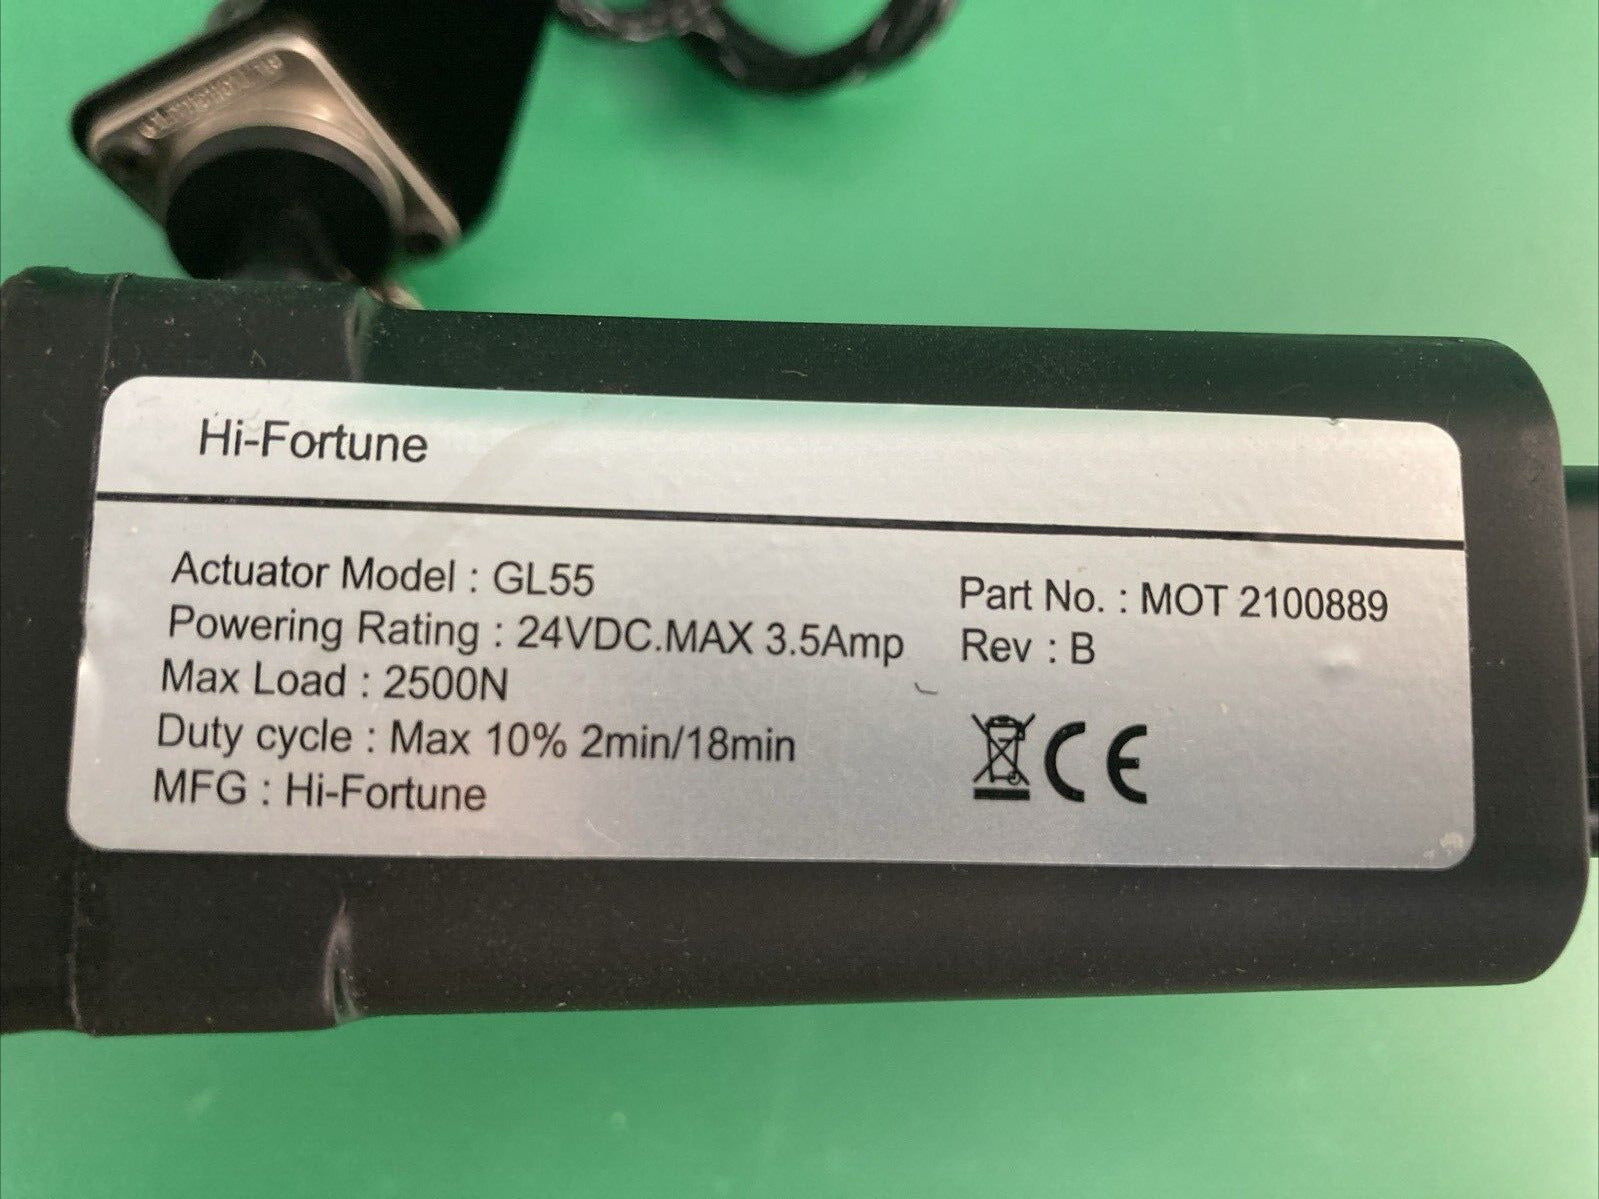 Hi-Fortune
Actuator Model : GL55
Powering Rating : 24VDC.MAX 3.5Amp
Max Load : 2500N
Duty cycle : Max 10% 2min/18min
MFG : Hi-Fortune
Part No. : MOT 2100889
Rev : B
CE